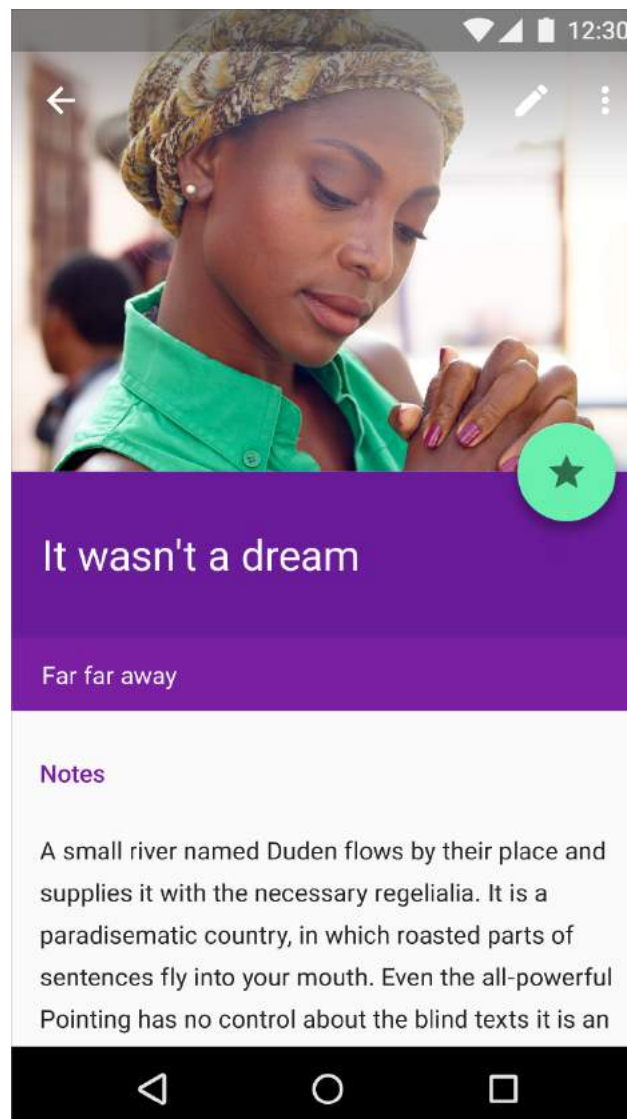 12:30
It wasn't a dream
Far far away
Notes
A small river named Duden flows by their place and
supplies it with the necessary regelialia. It is a
paradisematic country, in which roasted parts of
sentences fly into your mouth. Even the all-powerful
Pointing has no control about the blind texts it is an